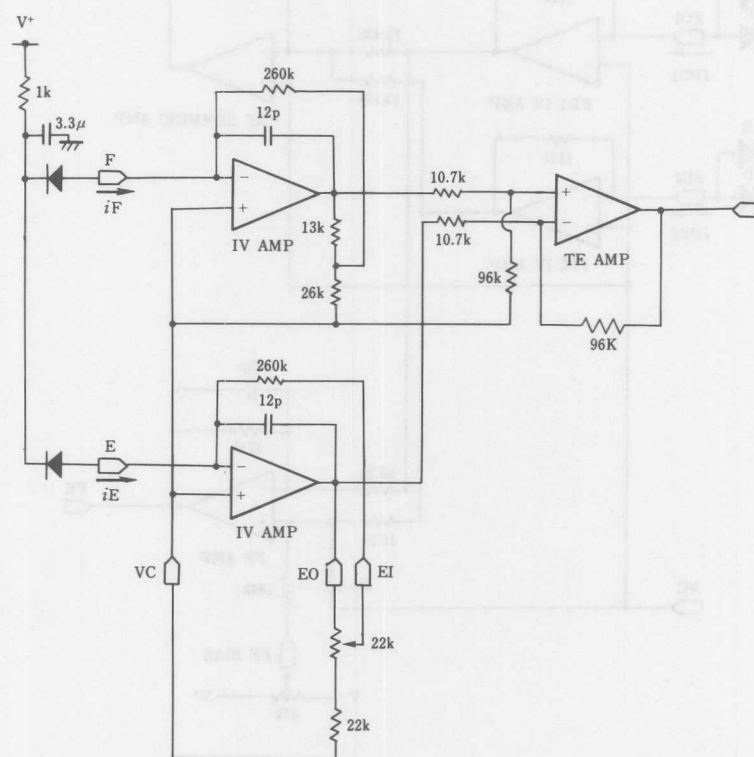 V⁺
1k
3.3μ
F
iF
260k
12p
IV AMP
13k
26k
10.7k
10.7k
96k
TE AMP
96K
260k
12p
E
iE
IV AMP
VC
EO
EI
22k
22k